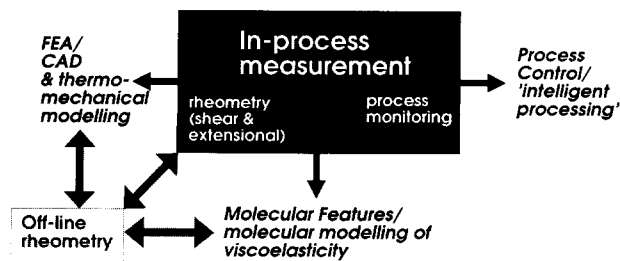 FEA/
CAD
& thermo-
mechanical
modelling
In-process
measurement
rheometry
(shear &
extensional)
process
monitoring
Process
Control/
'intelligent
processing'
Off-line
rheometry
Molecular Features/
molecular modelling of
viscoelasticity